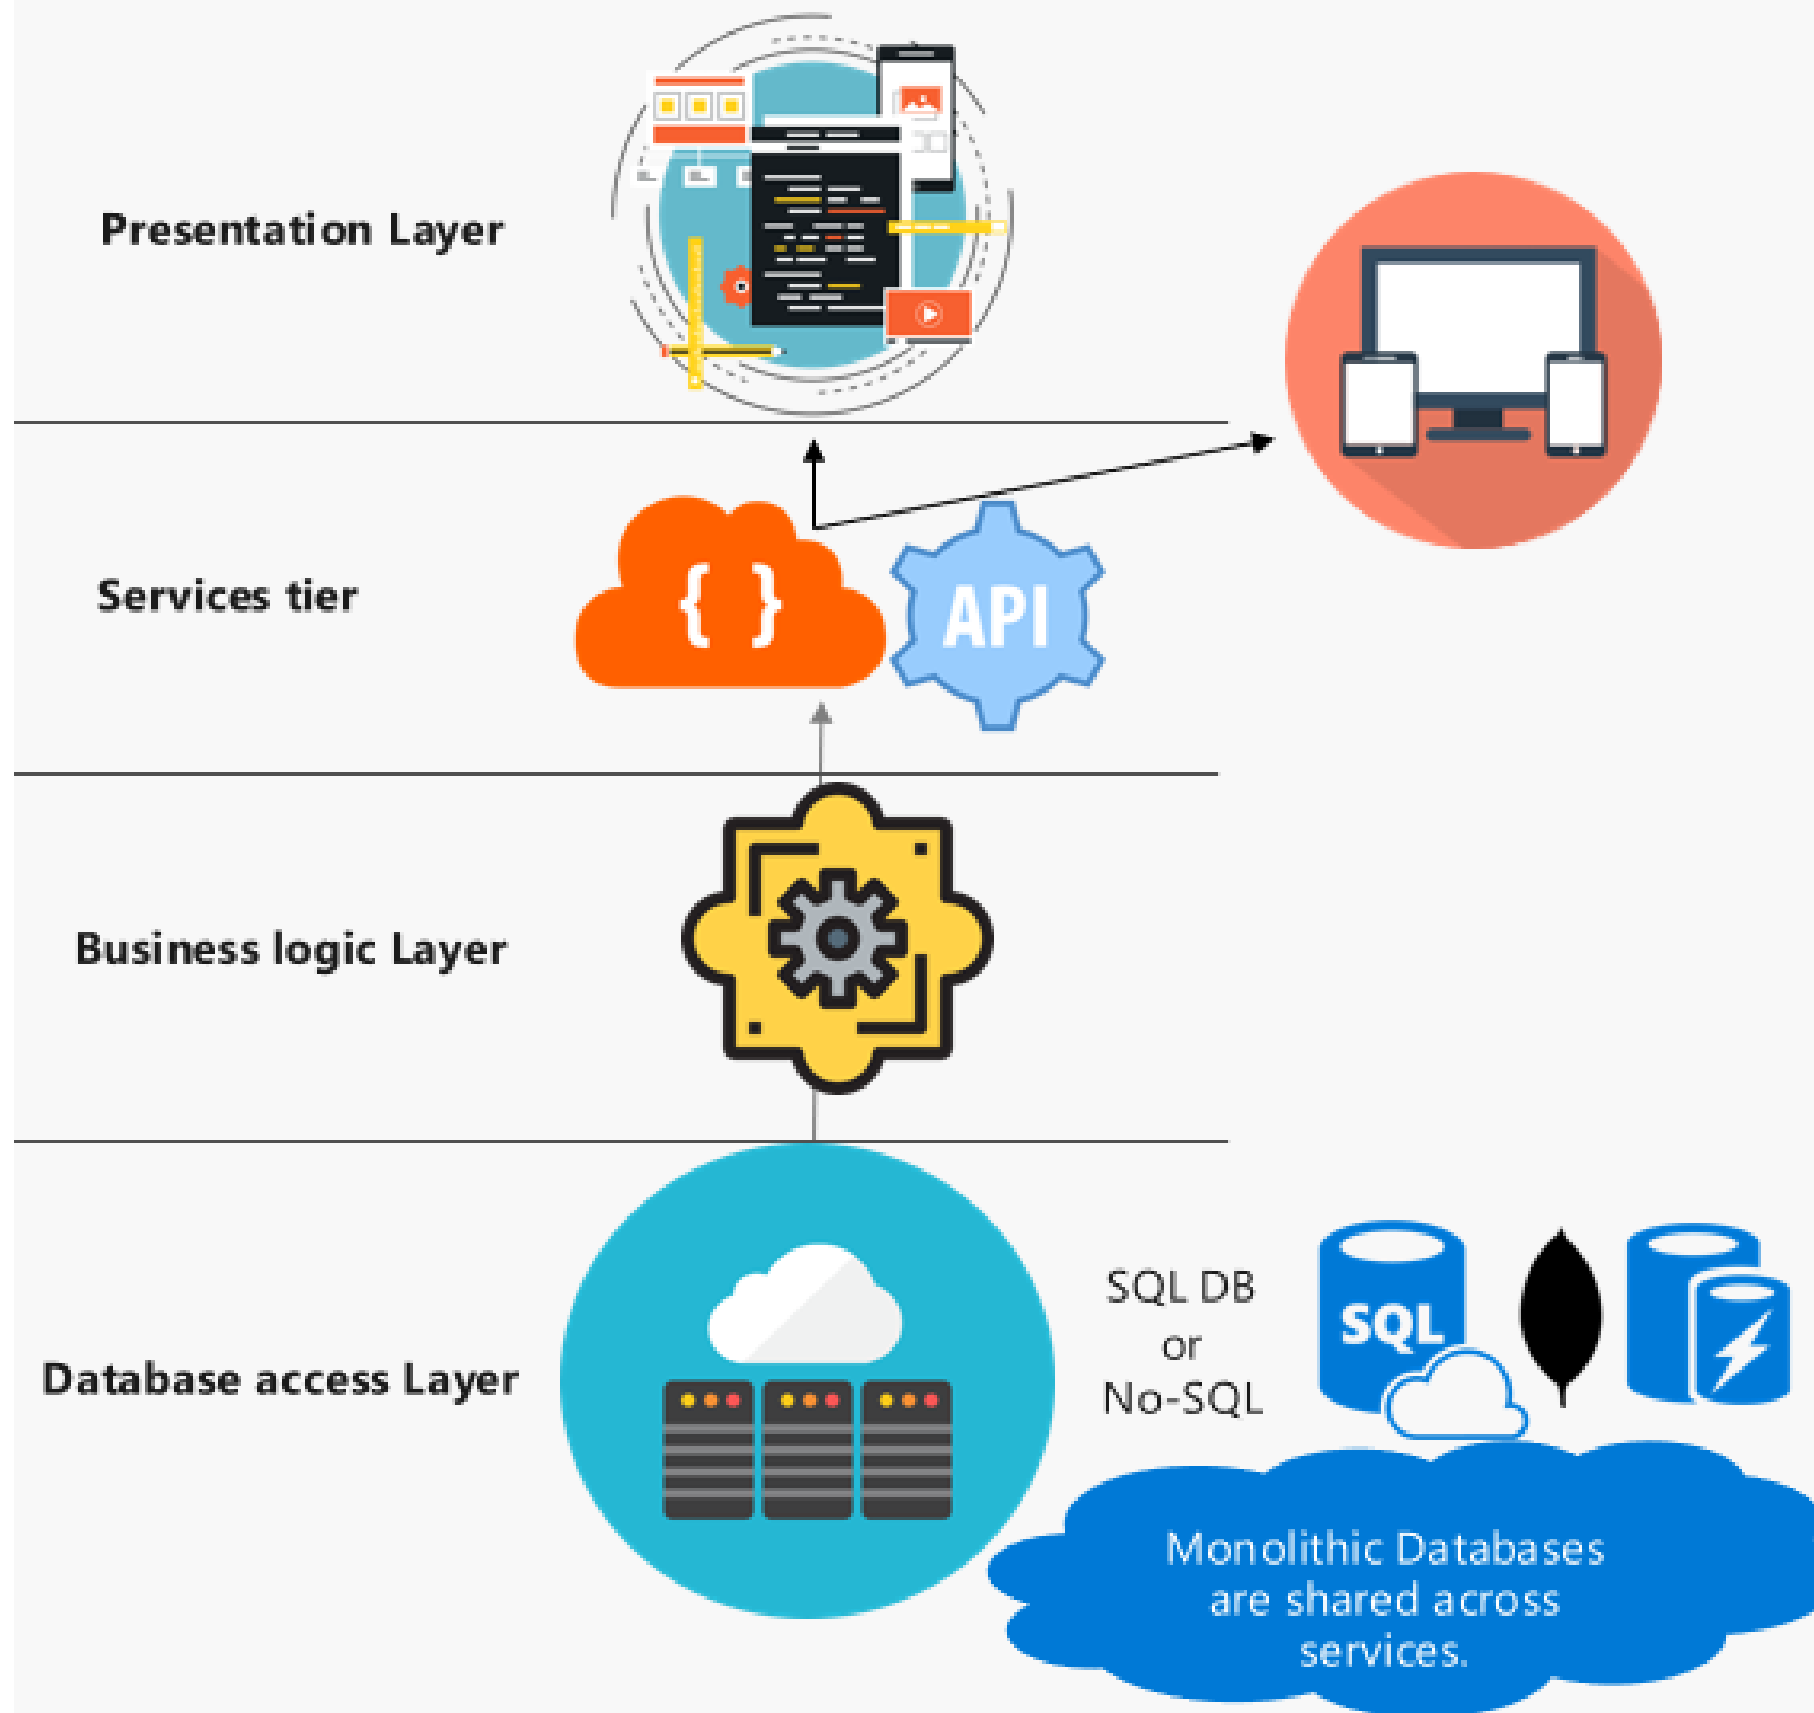 Presentation Layer
Services tier
{ }
API
Business logic Layer
Database access Layer
SQL DB
or
No-SQL
SQL
Monolithic Databases
are shared across
services.